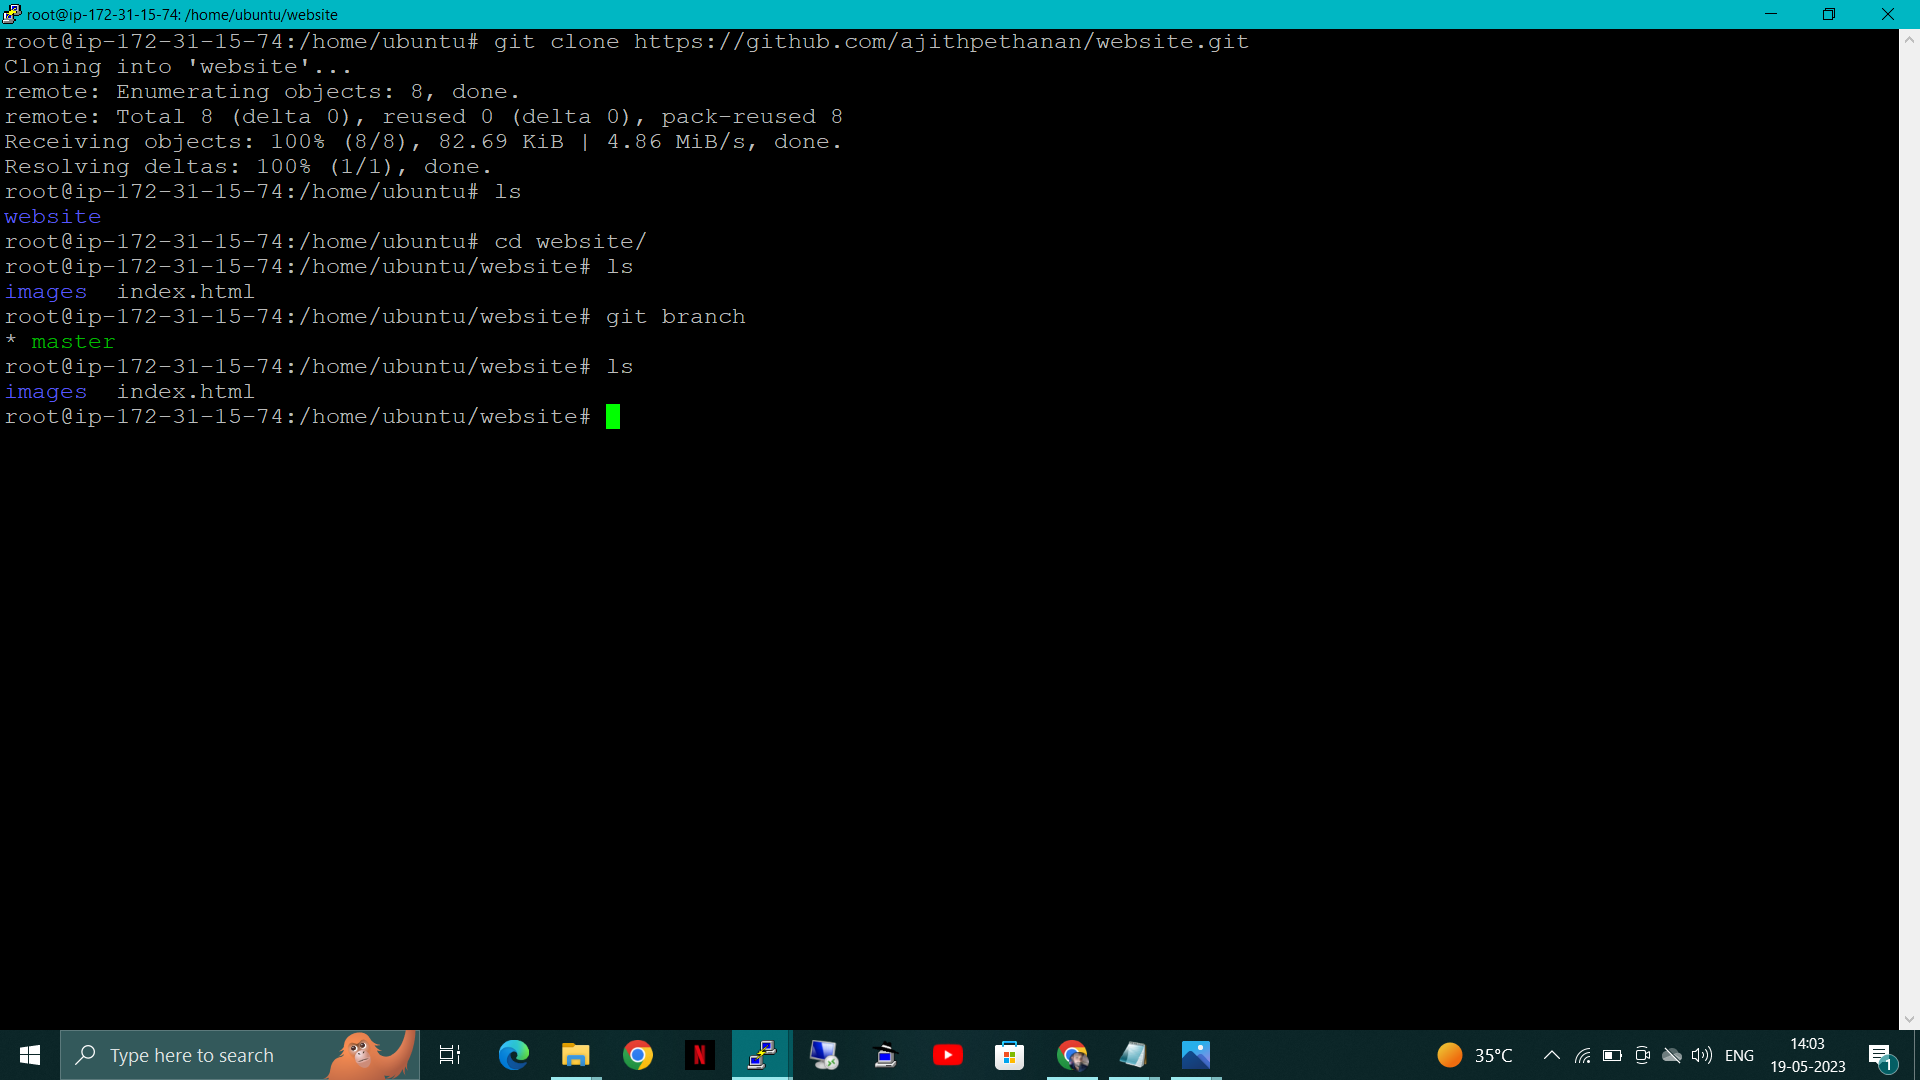 root@ip-172-31-15-74: /home/ubuntu/website
root@ip-172-31-15-74:/home/ubuntu# git clone https://github.com/ajithpethanan/website.git
Cloning into 'website'...
remote: Enumerating objects: 8, done.
remote: Total 8 (delta 0), reused 0 (delta 0), pack-reused 8
Receiving objects: 100% (8/8), 82.69 KiB | 4.86 MiB/s, done.
Resolving deltas: 100% (1/1), done.
root@ip-172-31-15-74:/home/ubuntu# ls
website
root@ip-172-31-15-74:/home/ubuntu# cd website/
root@ip-172-31-15-74:/home/ubuntu/website# ls
images  index.html
root@ip-172-31-15-74:/home/ubuntu/website# git branch
* master
root@ip-172-31-15-74:/home/ubuntu/website# ls
images  index.html
root@ip-172-31-15-74:/home/ubuntu/website#
Type here to search
N
35°C
ENG
14:03
19-05-2023
1